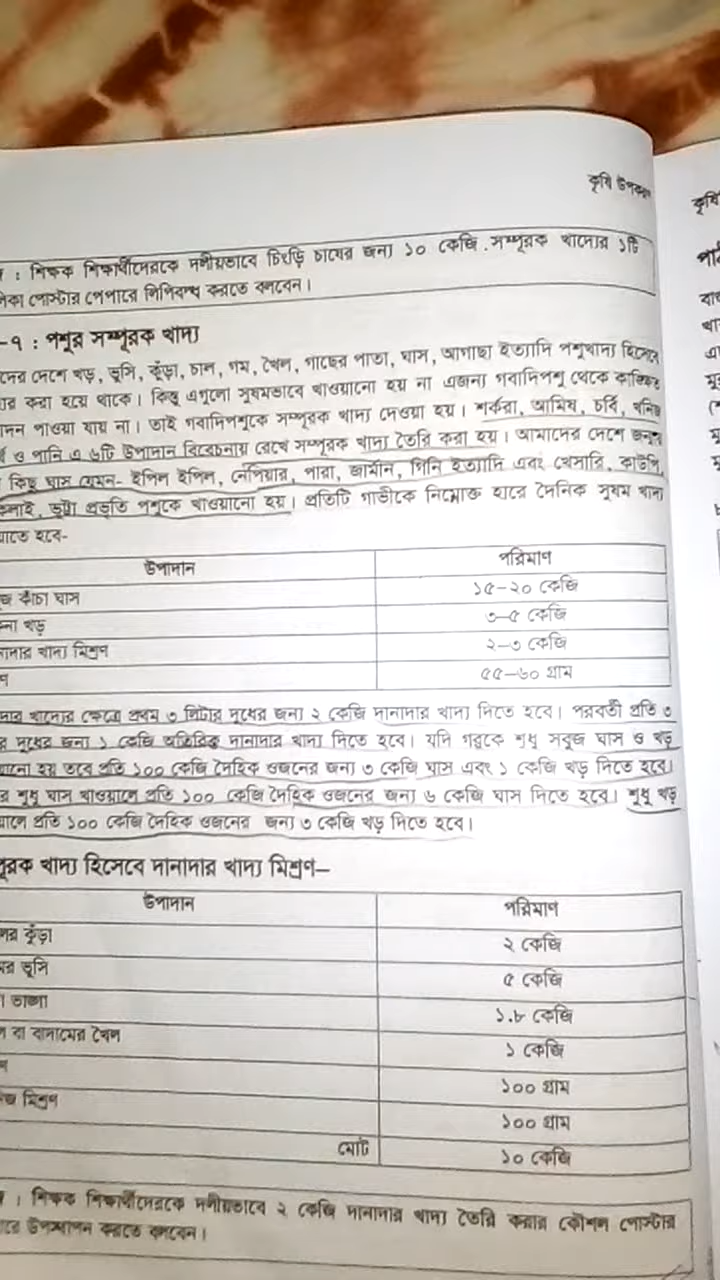 কৃষি উপকরণ
: শিক্ষক শিক্ষার্থীদেরকে দলীয়ভাবে চিংড়ি চাষের জন্য ১০ কেজি সম্পূরক খাদ্যের ১টি
পোস্টার পেপারে লিপিবদ্ধ করতে বলবেন।
-৭ : পশুর সম্পূরক খাদ্য
দেশে খড়, ভুসি, কুঁড়া, চাল, গম, খৈল, গাছের পাতা, ঘাস, আগাছা ইত্যাদি পশুখাদ্য হিসেবে
করা হয়ে থাকে। কিন্তু এগুলো সুষমভাবে খাওয়ানো হয় না এজন্য গবাদিপশু থেকে কাঙ্ক্ষিত
পাওয়া যায় না। তাই গবাদিপশুকে সম্পূরক খাদ্য দেওয়া হয়। শর্করা, আমিষ, চর্বি, খনিজ
ও পানি এ ৬টি উপাদান বিবেচনায় রেখে সম্পূরক খাদ্য তৈরি করা হয়। আমাদের দেশে
কিছু ঘাস যেমন- ইপিল ইপিল, নেপিয়ার, পারা, জার্মান, গিনি ইত্যাদি এবং খেসারি, কাউপি,
ভুট্টা প্রভৃতি পশুকে খাওয়ানো হয়। প্রতিটি গাভীকে নিম্নোক্ত হারে দৈনিক সুষম খাদ্য
হবে-
উপাদান পরিমাণ
কাঁচা ঘাস ১৫-২০ কেজি
খড় ৩-৫ কেজি
খাদ্য মিশ্রণ ২-৩ কেজি
৫৫-৬০ গ্রাম
খাদ্যের ক্ষেত্রে প্রথম ৩ লিটার দুধের জন্য ২ কেজি দানাদার খাদ্য দিতে হবে। পরবর্তী প্রতি ৩
দুধের জন্য ১ কেজি অতিরিক্ত দানাদার খাদ্য দিতে হবে। যদি গরুকে শুধু সবুজ ঘাস ও খড়
হয় তবে প্রতি ১০০ কেজি দৈহিক ওজনের জন্য ৩ কেজি ঘাস এবং ১ কেজি খড় দিতে হবে।
শুধু ঘাস খাওয়ালে প্রতি ১০০ কেজি দৈহিক ওজনের জন্য ৬ কেজি ঘাস দিতে হবে। শুধু খড়
প্রতি ১০০ কেজি দৈহিক ওজনের জন্য ৩ কেজি খড় দিতে হবে।
খাদ্য হিসেবে দানাদার খাদ্য মিশ্রণ-
উপাদান পরিমাণ
কুঁড়া ২ কেজি
ভুসি ৫ কেজি
ভাঙ্গা ১.৮ কেজি
বা বাদামের খৈল ১ কেজি
১০০ গ্রাম
মিশ্রণ ১০০ গ্রাম
মোট ১০ কেজি
: শিক্ষক শিক্ষার্থীদেরকে দলীয়ভাবে ২ কেজি দানাদার খাদ্য তৈরি করার কৌশল পোস্টার
উপস্থাপন করতে বলবেন।